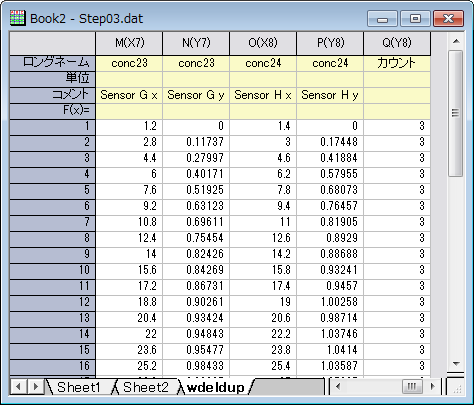 Book2 - Step03.dat
M(X7) N(Y7) O(X8) P(Y8) Q(Y8)
ロングネーム conc23 conc23 conc24 conc24 カウント
単位
コメント Sensor G x Sensor G y Sensor H x Sensor H y
F(x)=
1 1.2 0 1.4 0 3
2 2.8 0.11737 3 0.17448 3
3 4.4 0.27997 4.6 0.41884 3
4 6 0.40171 6.2 0.57955 3
5 7.6 0.51925 7.8 0.68073 3
6 9.2 0.63123 9.4 0.76457 3
7 10.8 0.69611 11 0.81905 3
8 12.4 0.75454 12.6 0.8929 3
9 14 0.82426 14.2 0.88688 3
10 15.6 0.84269 15.8 0.93241 3
11 17.2 0.86731 17.4 0.9457 3
12 18.8 0.90261 19 1.00258 3
13 20.4 0.93424 20.6 0.98714 3
14 22 0.94843 22.2 1.03746 3
15 23.6 0.95477 23.8 1.0414 3
16 25.2 0.98433 25.4 1.03587 3
Sheet1 Sheet2 wdeldup